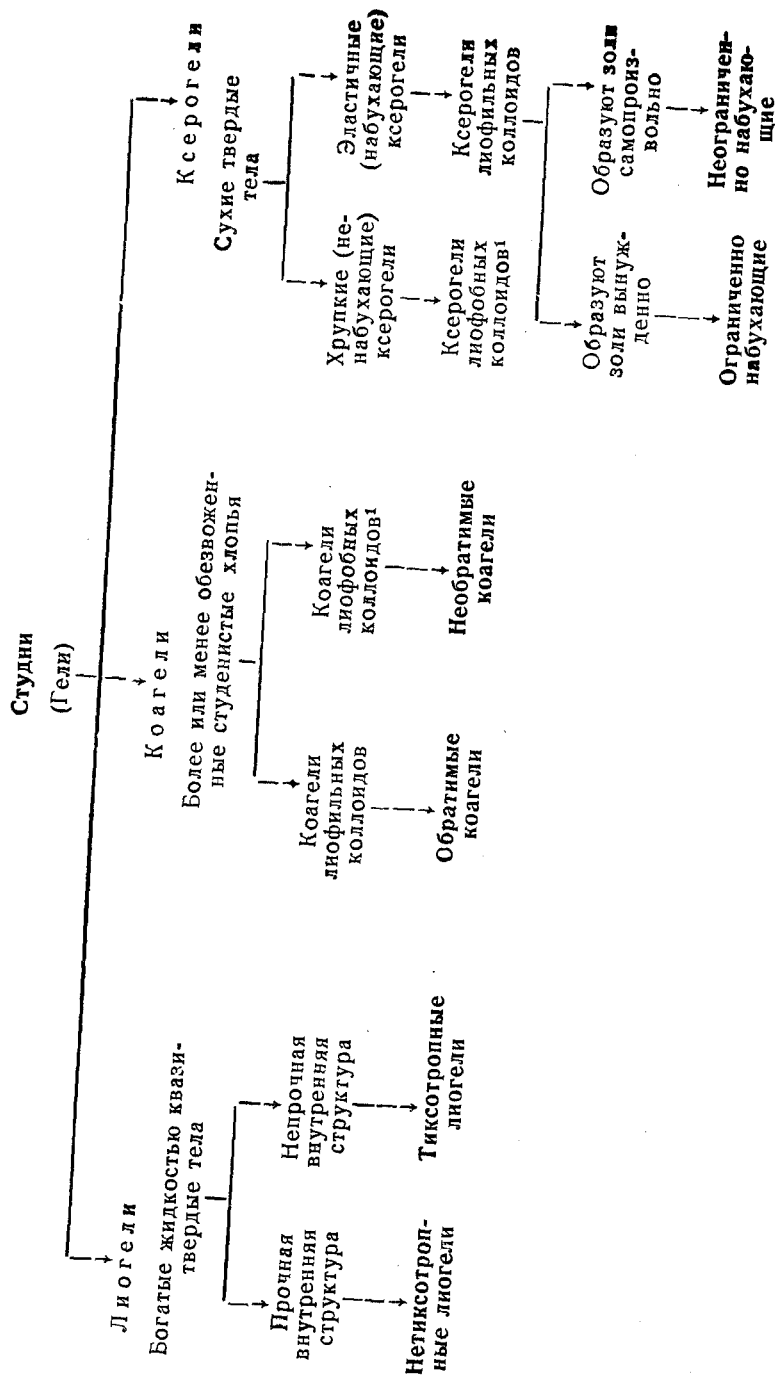 Студни
(Гели)
Лиогели
Богатые жидкостью квази-
твердые тела
Прочная
внутренняя
структура
Нетиксотроп-
ные лиогели
Непрочная
внутренняя
структура
Тиксотропные
лиогели
Коагели
Более или менее обезвожен-
ные студенистые хлопья
Коагели
лиофильных
коллоидов
Обратимые
коагели
Коагели
лиофобных
коллоидов¹
Необратимые
коагели
Ксерогели
Сухие твердые
тела
Хрупкие (не-
набухающие)
ксерогели
Ксерогели
лиофобных
коллоидов¹
Эластичные
(набухающие)
ксерогели
Ксерогели
лиофильных
коллоидов
Образуют
золи вынуж-
денно
Ограниченно
набухающие
Образуют золи
самопроиз-
вольно
Неограничен-
но набухаю-
щие